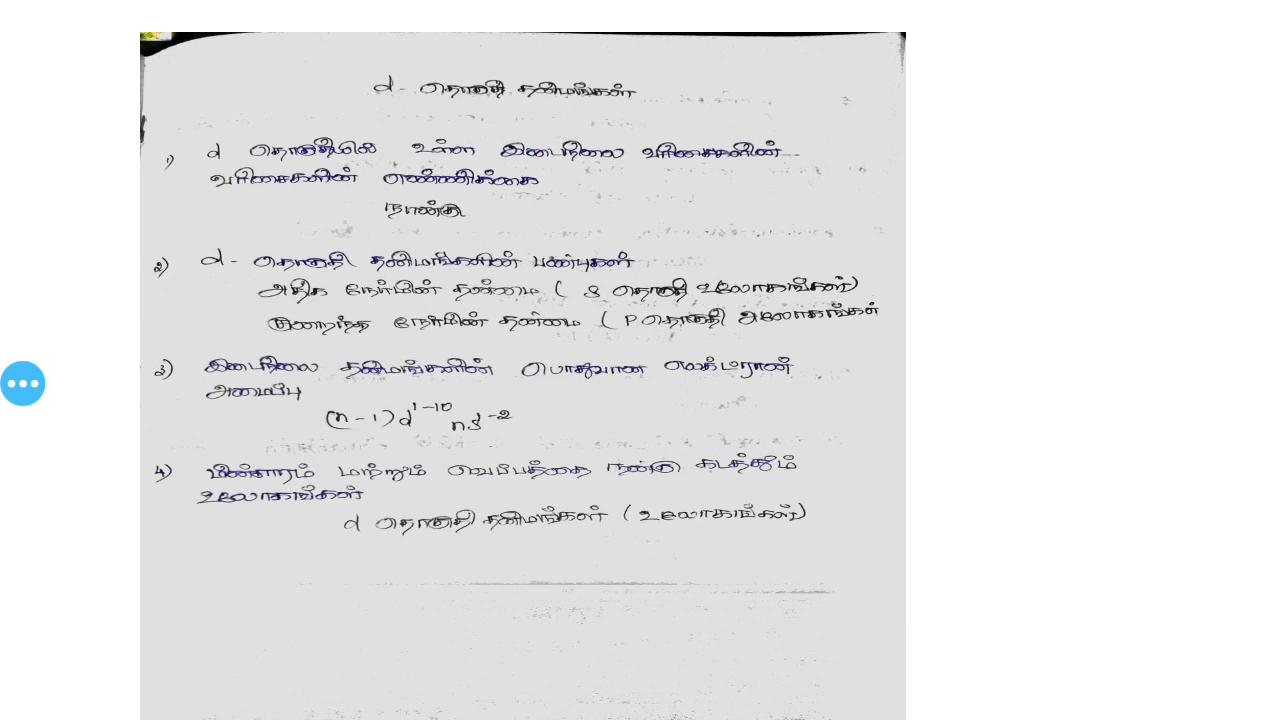 d - தொகுதி தனிமங்கள்
1) d தொகுதியில் உள்ள இடைநிலை வரிசைகளின்
வரிசைகளின் எண்ணிக்கை
நான்கு
2) d - தொகுதி தனிமங்களின் பண்புகள்
அதிக நேர்மின் தன்மை ( S தொகுதி உலோகங்கள்)
குறைந்த நேர்மின் தன்மை ( P தொகுதி அலோகங்கள்
3) இடைநிலை தனிமங்களின் பொதுவான எலக்ட்ரான்
அமைப்பு
(n - 1) d¹⁻¹⁰ ns¹⁻²
4) மின்சாரம் மற்றும் வெப்பத்தை நன்கு கடத்தும்
உலோகங்கள்
d தொகுதி தனிமங்கள் ( உலோகங்கள்)